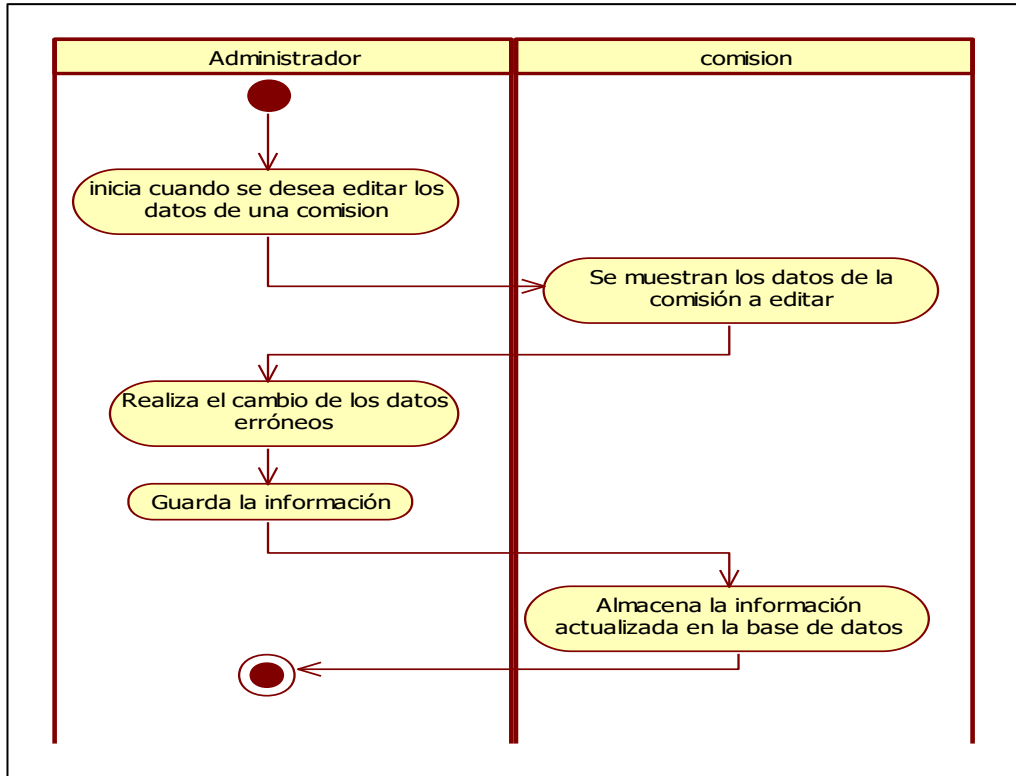 Administrador
comision
inicia cuando se desea editar los
datos de una comision
Se muestran los datos de la
comisión a editar
Realiza el cambio de los datos
erróneos
Guarda la información
Almacena la información
actualizada en la base de datos